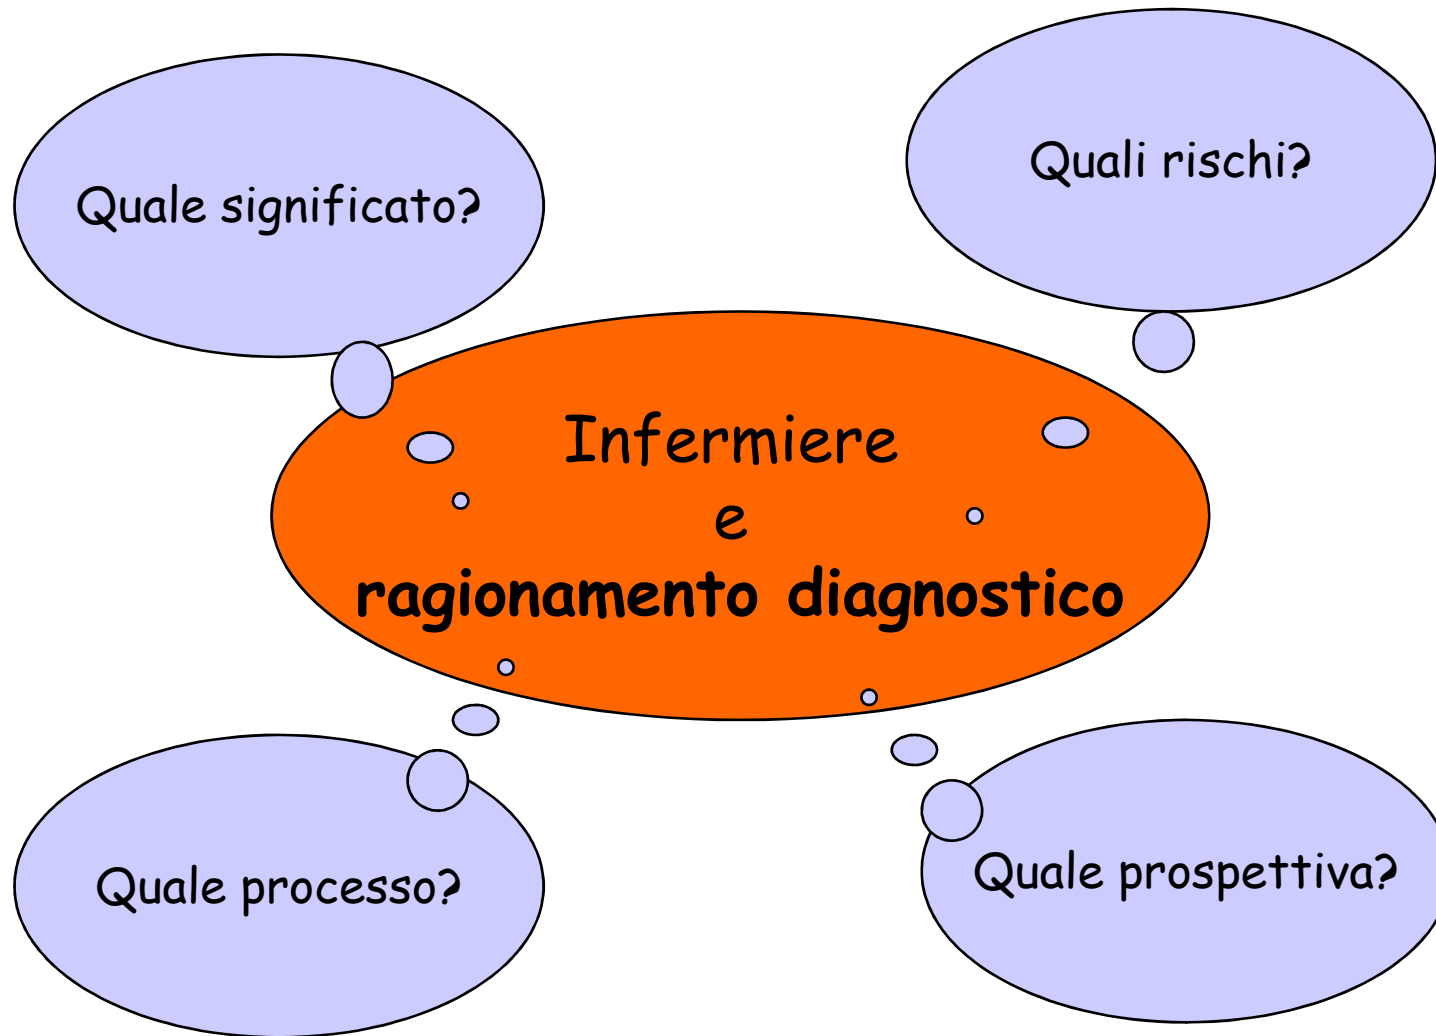 Quale significato?
Quali rischi?
Infermiere
e
ragionamento diagnostico
Quale processo?
Quale prospettiva?